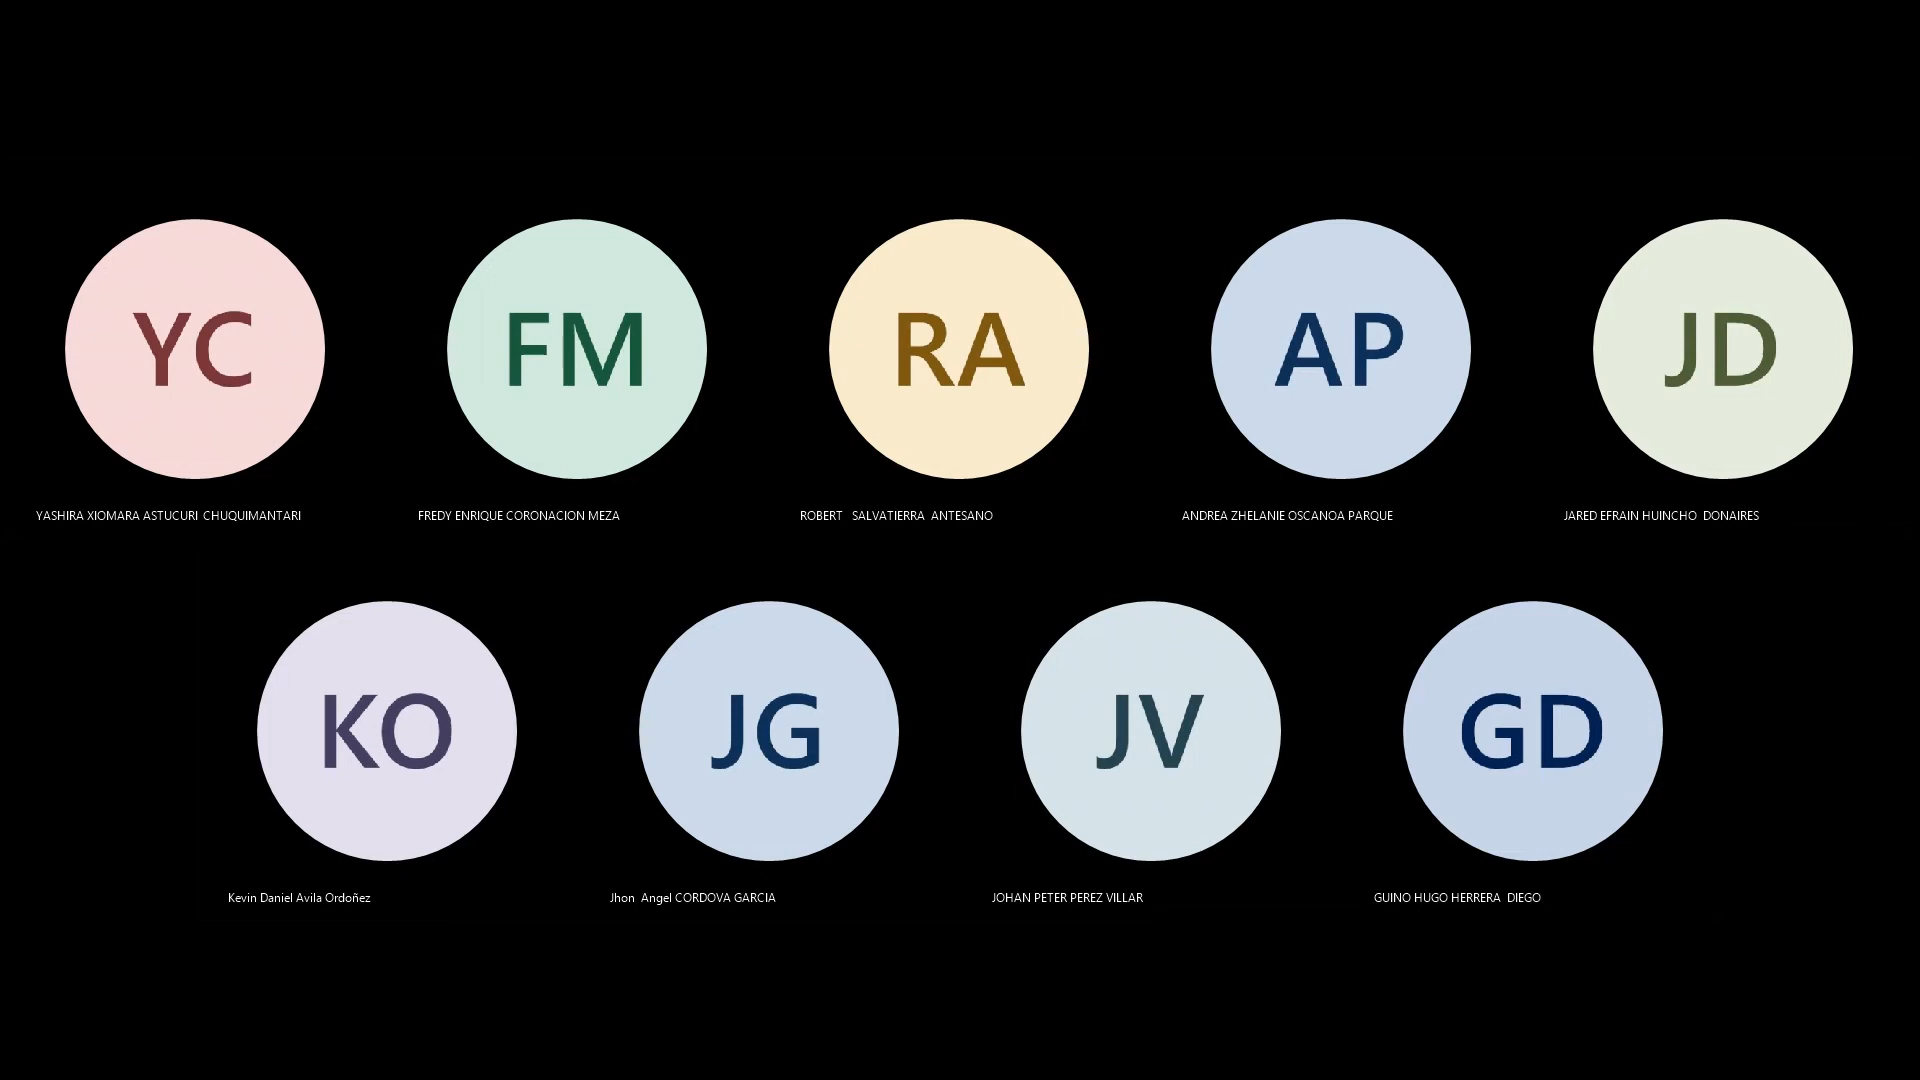 YC
FM
RA
AP
JD
YASHIRA XIOMARA ASTUCURI CHUQUIMANTARI
FREDY ENRIQUE CORONACION MEZA
ROBERT SALVATIERRA ANTESANO
ANDREA ZHELANIE OSCANOA PARQUE
JARED EFRAIN HUINCHO DONAIRES
KO
JG
JV
GD
Kevin Daniel Avila Ordoñez
Jhon Angel CORDOVA GARCIA
JOHAN PETER PEREZ VILLAR
GUINO HUGO HERRERA DIEGO